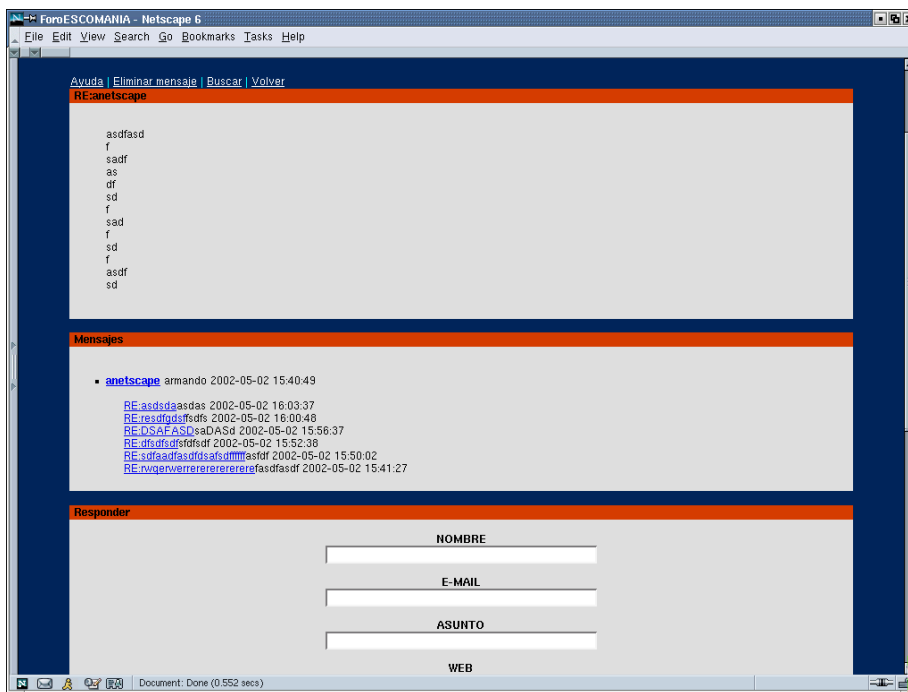 ForoESCOMANIA - Netscape 6
File Edit View Search Go Bookmarks Tasks Help
Ayuda | Eliminar mensaje | Buscar | Volver
RE:anetscape
asdfasd
f
sadf
as
df
sd
f
sad
f
sd
f
asdf
sd
Mensajes
anetscape armando 2002-05-02 15:40:49
RE:asdsdaasdas 2002-05-02 16:03:37
RE:resdfgdsffsdfs 2002-05-02 16:00:48
RE:DSAFASDsaDASd 2002-05-02 15:56:37
RE:dfsdfsdfsfdfsdf 2002-05-02 15:52:38
RE:sdfaadfasdfdsafsdffffffasfdf 2002-05-02 15:50:02
RE:rwqerwerrerererererere​fasdfasdf 2002-05-02 15:41:27
Responder
NOMBRE
E-MAIL
ASUNTO
WEB
Document: Done (0.552 secs)